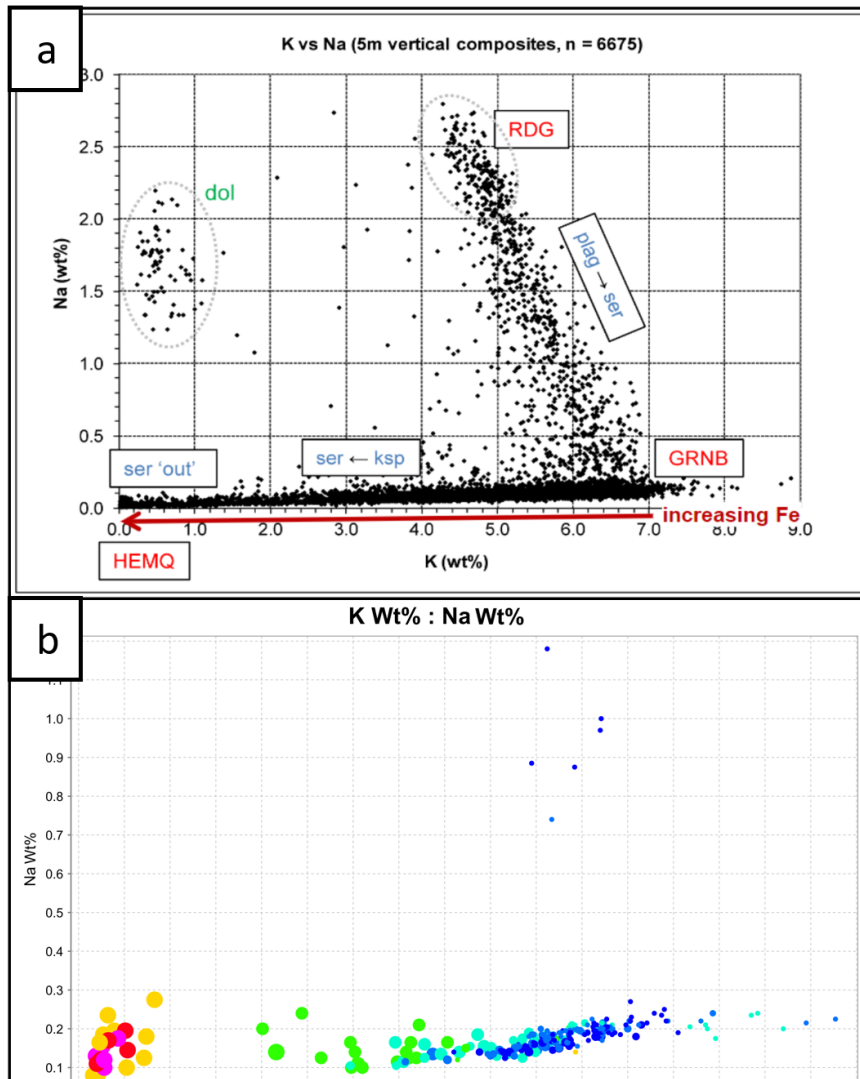 a
K vs Na (5m vertical composites, n = 6675)
3.0
RDG
2.5
dol
2.0
plag → ser
Na (wt%)
1.5
1.0
0.5
ser 'out'
ser ← ksp
GRNB
0.0
increasing Fe
0.0 1.0 2.0 3.0 4.0 5.0 6.0 7.0 8.0 9.0
HEMQ
K (wt%)
b
K Wt% : Na Wt%
1.1
1.0
0.9
0.8
0.7
Na Wt%
0.6
0.5
0.4
0.3
0.2
0.1